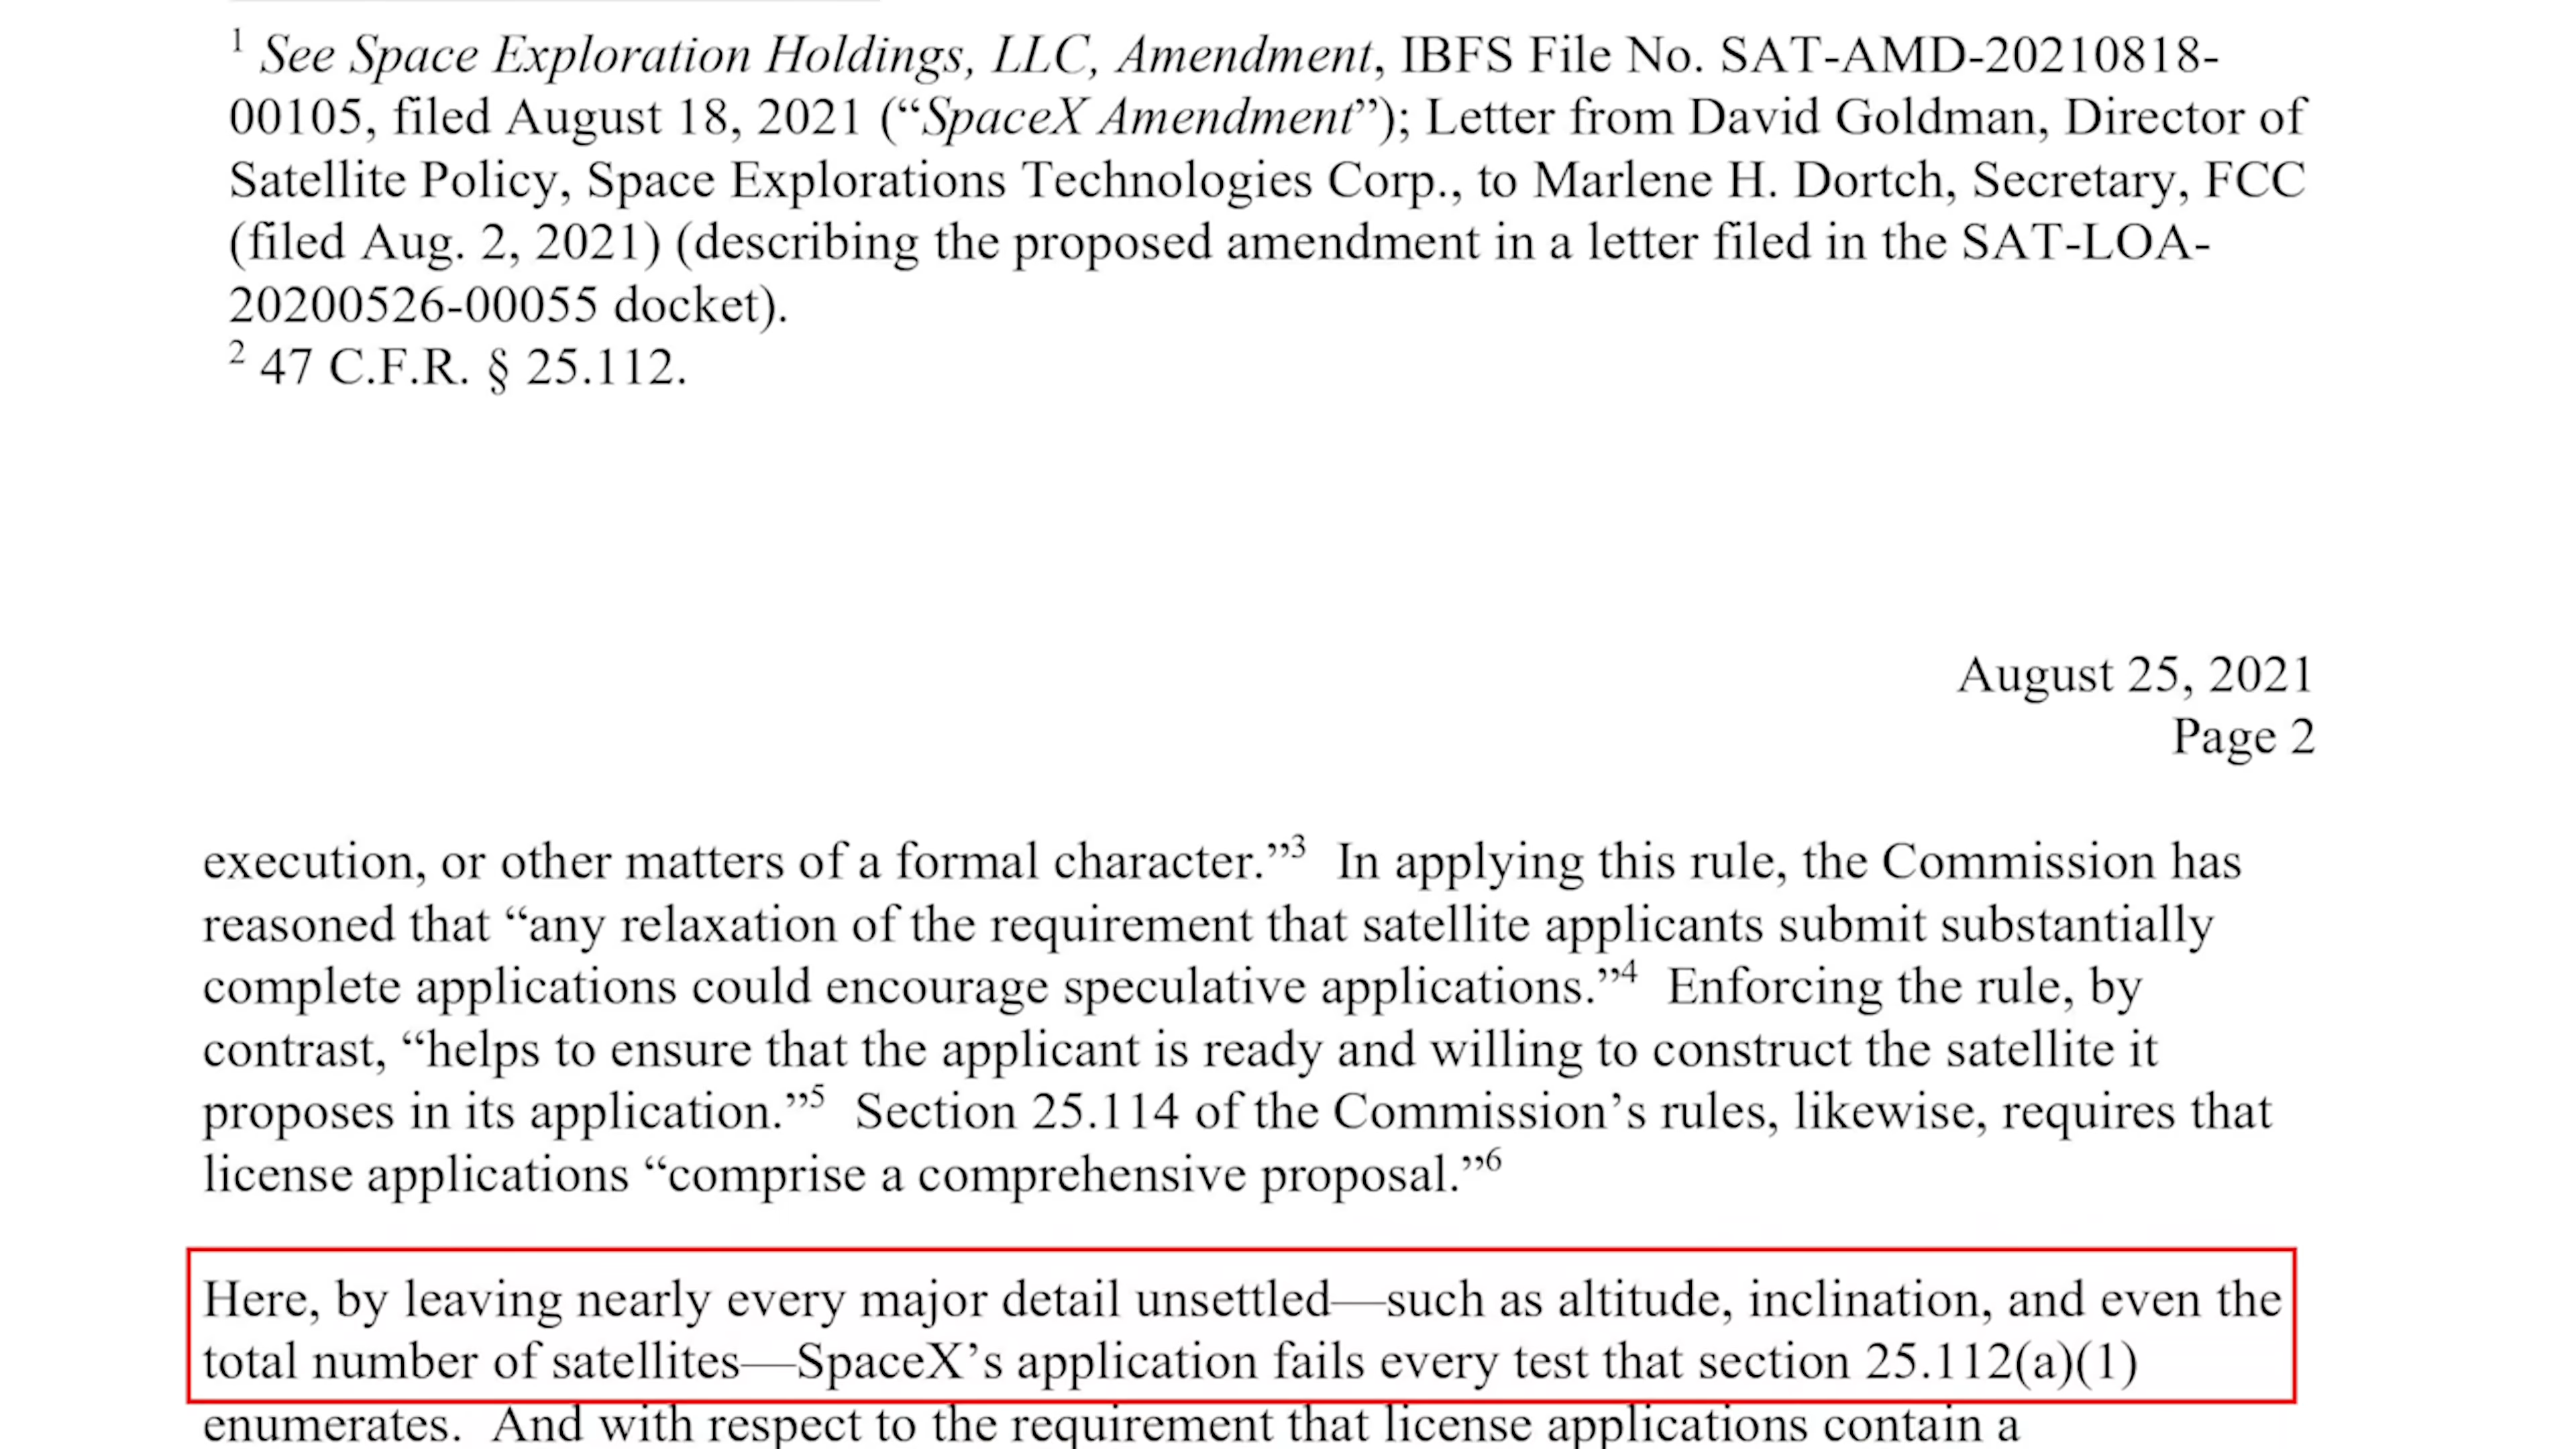 1 See Space Exploration Holdings, LLC, Amendment, IBFS File No. SAT-AMD-20210818-
00105, filed August 18, 2021 (“SpaceX Amendment”); Letter from David Goldman, Director of
Satellite Policy, Space Explorations Technologies Corp., to Marlene H. Dortch, Secretary, FCC
(filed Aug. 2, 2021) (describing the proposed amendment in a letter filed in the SAT-LOA-
20200526-00055 docket).
2 47 C.F.R. § 25.112.
August 25, 2021
Page 2
execution, or other matters of a formal character.”3 In applying this rule, the Commission has
reasoned that “any relaxation of the requirement that satellite applicants submit substantially
complete applications could encourage speculative applications.”4 Enforcing the rule, by
contrast, “helps to ensure that the applicant is ready and willing to construct the satellite it
proposes in its application.”5 Section 25.114 of the Commission’s rules, likewise, requires that
license applications “comprise a comprehensive proposal.”6
Here, by leaving nearly every major detail unsettled—such as altitude, inclination, and even the
total number of satellites—SpaceX’s application fails every test that section 25.112(a)(1)
enumerates. And with respect to the requirement that license applications contain a